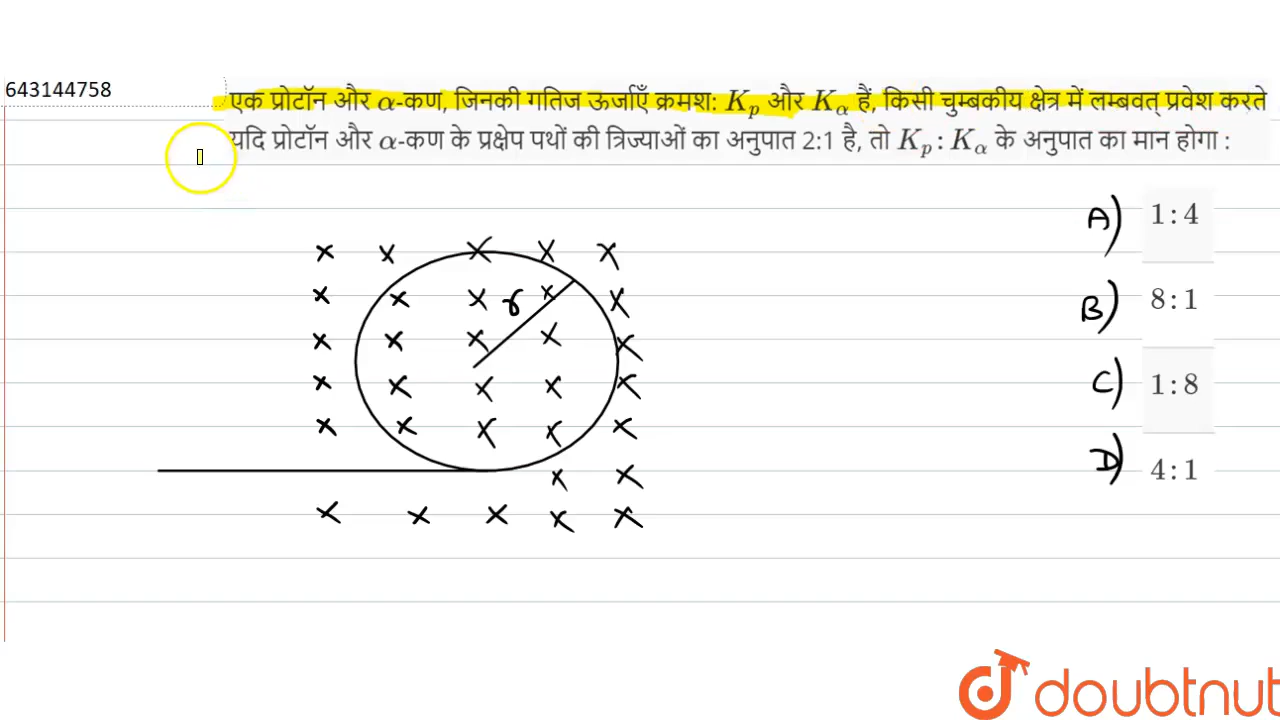 643144758
एक प्रोटॉन और α-कण, जिनकी गतिज ऊर्जाएँ क्रमश: K_p और K_α हैं, किसी चुम्बकीय क्षेत्र में लम्बवत् प्रवेश करते
यदि प्रोटॉन और α-कण के प्रक्षेप पथों की त्रिज्याओं का अनुपात 2:1 है, तो K_p : K_α के अनुपात का मान होगा :
A) 1 : 4
r
B) 8 : 1
C) 1 : 8
D) 4 : 1
doubtnut